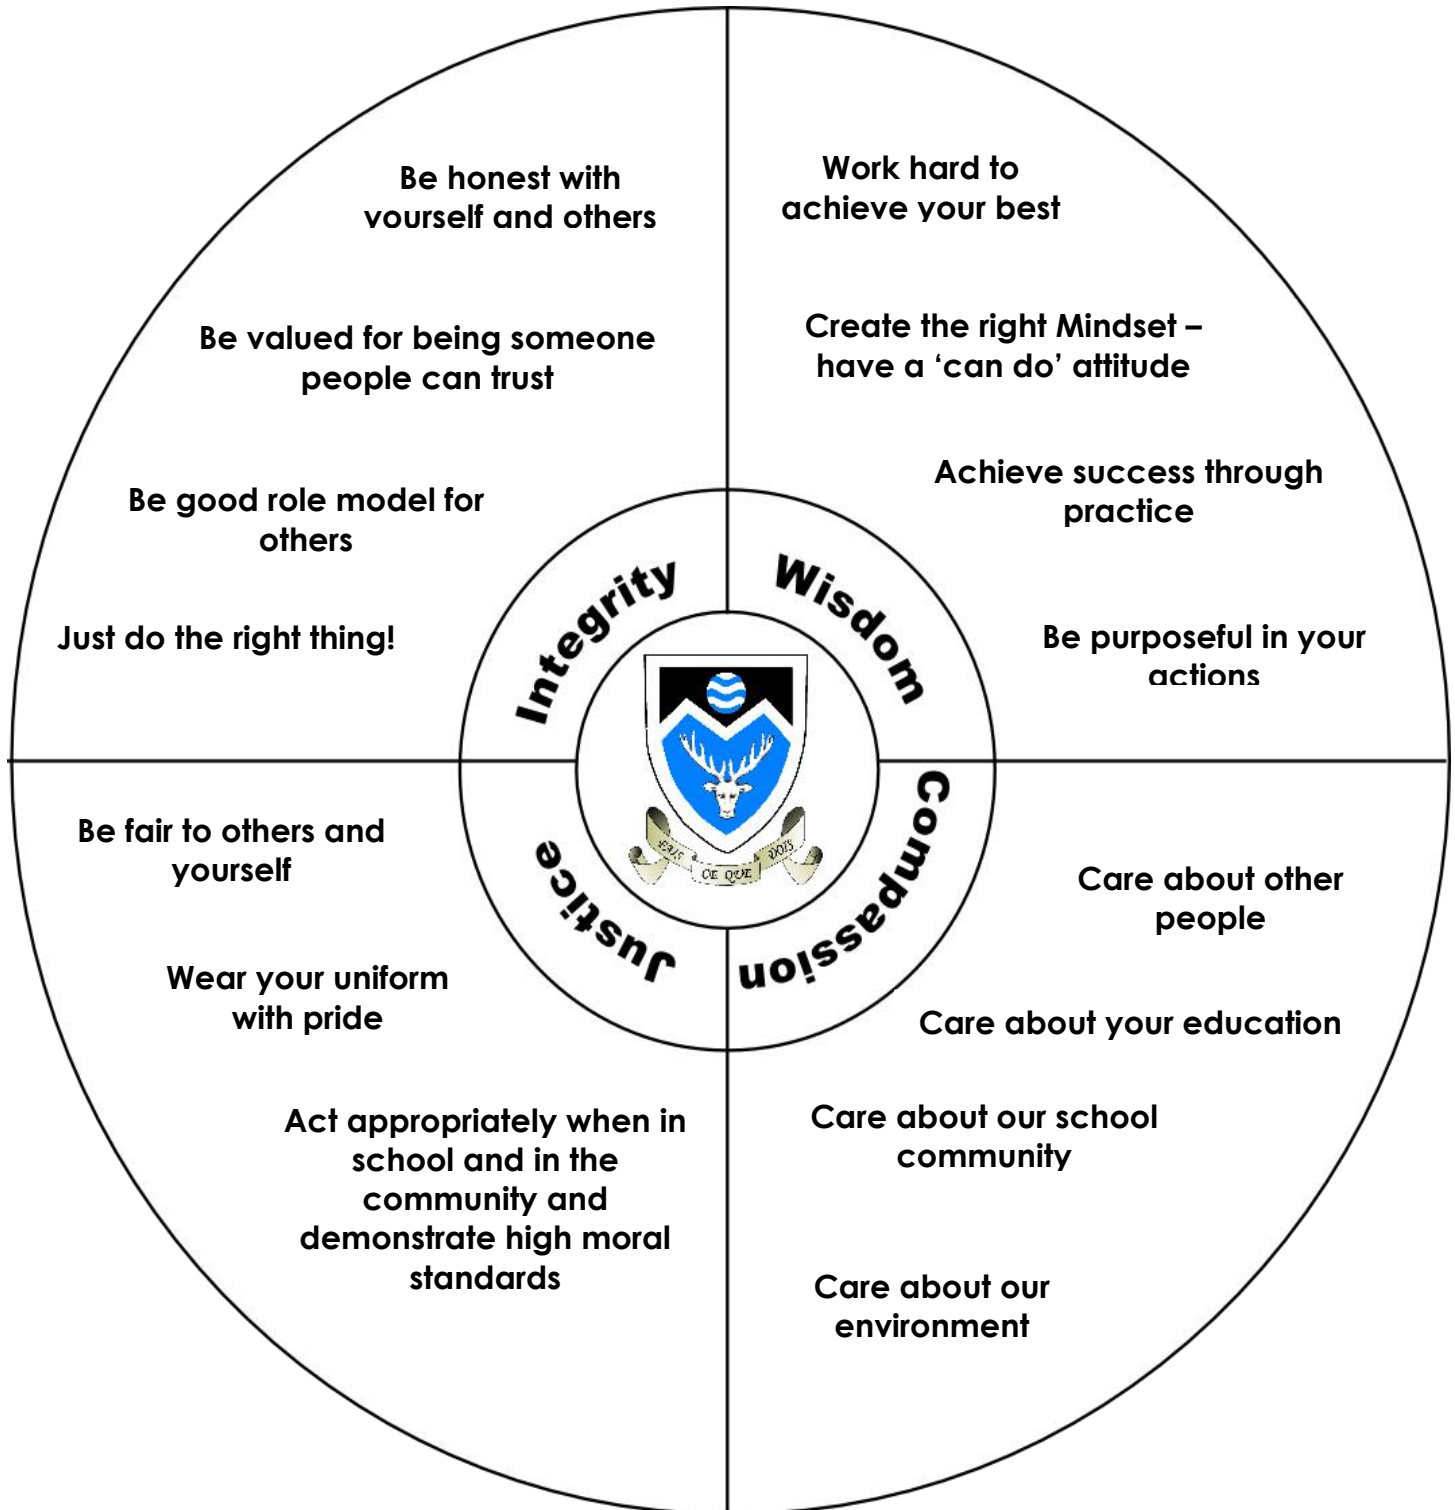 Be honest with
yourself and others
Be valued for being someone
people can trust
Be good role model for
others
Just do the right thing!
Work hard to
achieve your best
Create the right Mindset –
have a ‘can do’ attitude
Achieve success through
practice
Be purposeful in your
actions
Integrity
Wisdom
Justice
Compassion
FAIS
CE QUE
DOIS
Be fair to others and
yourself
Wear your uniform
with pride
Act appropriately when in
school and in the
community and
demonstrate high moral
standards
Care about other
people
Care about your education
Care about our school
community
Care about our
environment